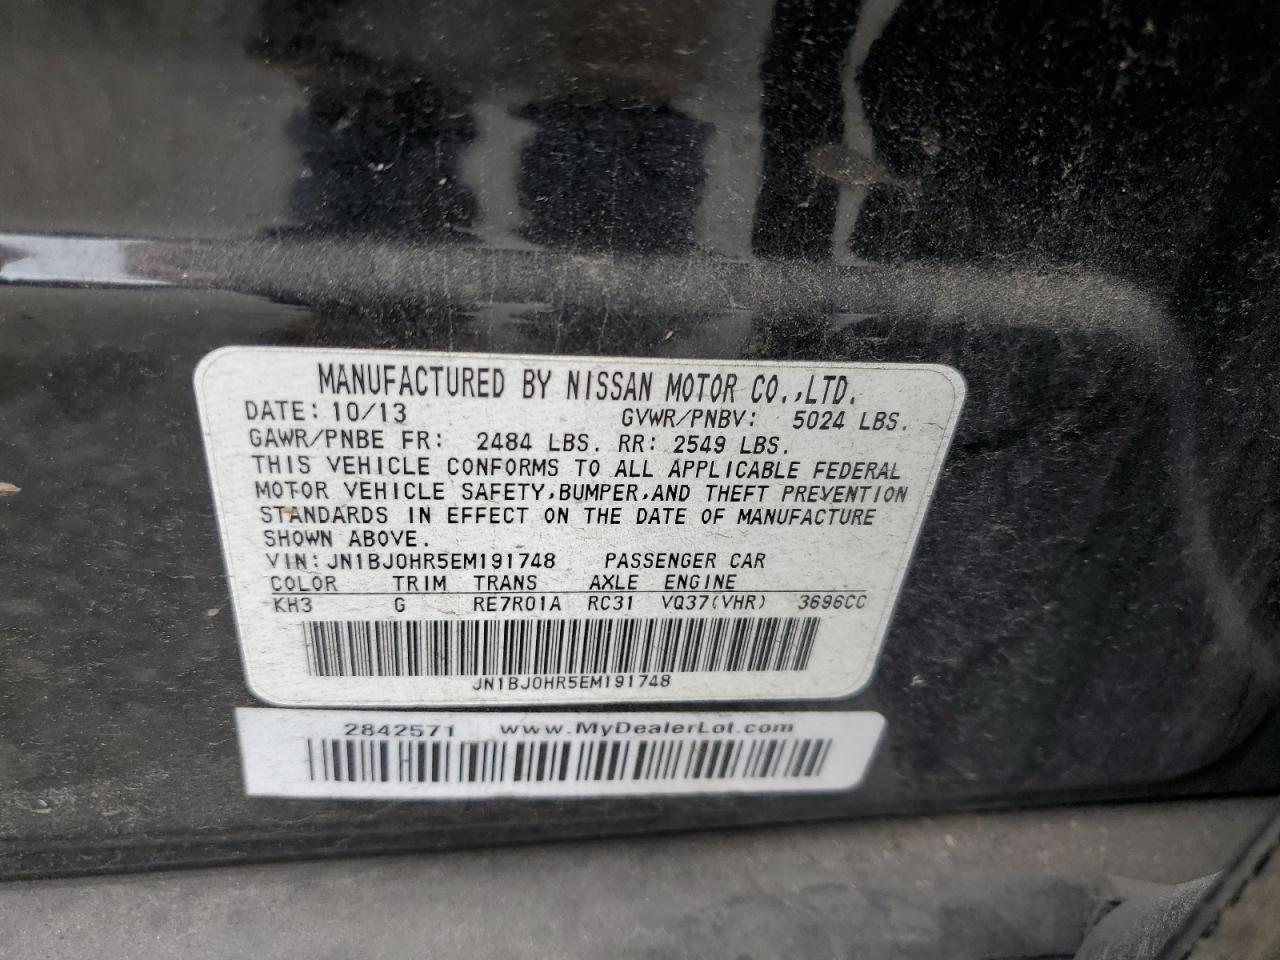 MANUFACTURED BY NISSAN MOTOR CO.,LTD.
DATE: 10/13 GVWR/PNBV: 5024 LBS.
GAWR/PNBE FR: 2484 LBS. RR: 2549 LBS.
THIS VEHICLE CONFORMS TO ALL APPLICABLE FEDERAL
MOTOR VEHICLE SAFETY,BUMPER,AND THEFT PREVENTION
STANDARDS IN EFFECT ON THE DATE OF MANUFACTURE
SHOWN ABOVE.
VIN: JN1BJ0HR5EM191748 PASSENGER CAR
COLOR TRIM TRANS AXLE ENGINE
KH3 G RE7R01A RC31 VQ37(VHR) 3696CC
JN1BJ0HR5EM191748
2842571 www.MyDealerLot.com